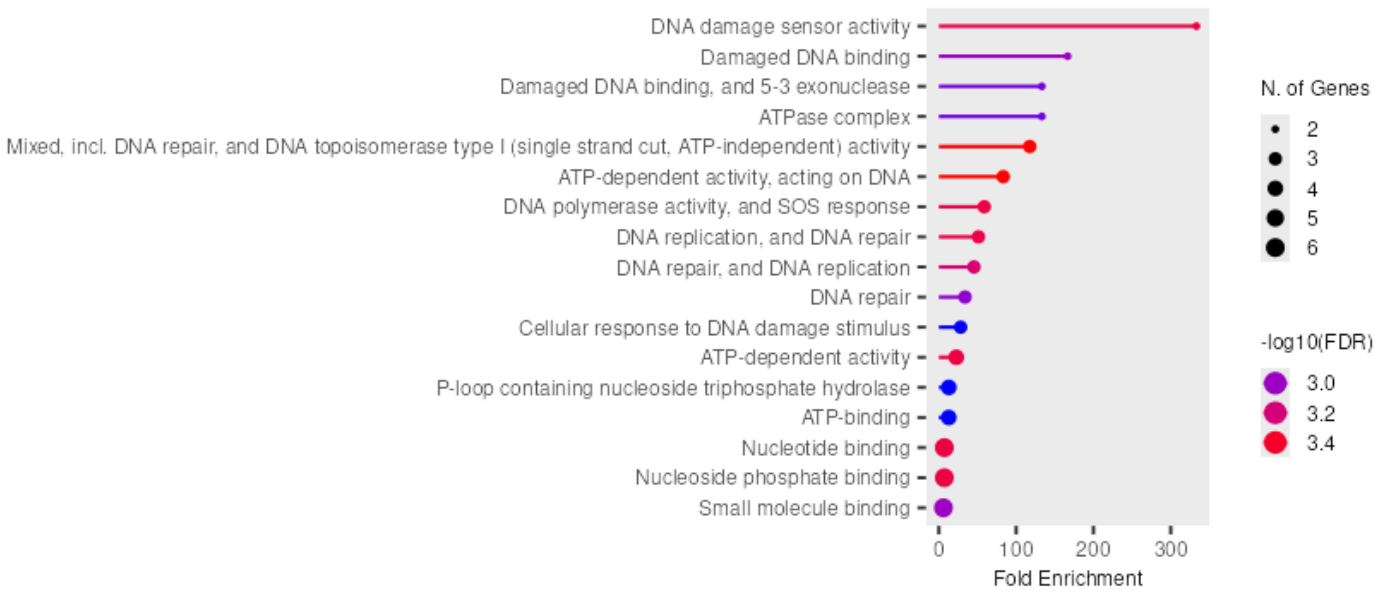 DNA damage sensor activity
Damaged DNA binding
Damaged DNA binding, and 5-3 exonuclease
ATPase complex
Mixed, incl. DNA repair, and DNA topoisomerase type I (single strand cut, ATP-independent) activity
ATP-dependent activity, acting on DNA
DNA polymerase activity, and SOS response
DNA replication, and DNA repair
DNA repair, and DNA replication
DNA repair
Cellular response to DNA damage stimulus
ATP-dependent activity
P-loop containing nucleoside triphosphate hydrolase
ATP-binding
Nucleotide binding
Nucleoside phosphate binding
Small molecule binding
0 100 200 300
Fold Enrichment
N. of Genes
2
3
4
5
6
-log10(FDR)
3.0
3.2
3.4